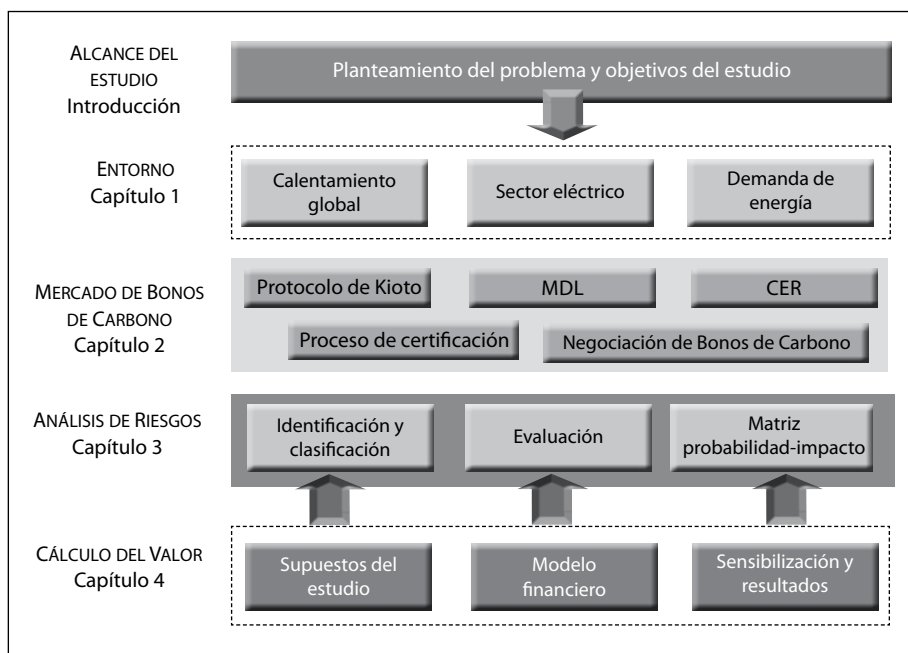 ALCANCE DEL
ESTUDIO
Introducción
Planteamiento del problema y objetivos del estudio
ENTORNO
Capítulo 1
Calentamiento
global
Sector eléctrico
Demanda de
energía
MERCADO DE BONOS
DE CARBONO
Capítulo 2
Protocolo de Kioto
MDL
CER
Proceso de certificación
Negociación de Bonos de Carbono
ANÁLISIS DE RIESGOS
Capítulo 3
Identificación y
clasificación
Evaluación
Matriz
probabilidad-impacto
CÁLCULO DEL VALOR
Capítulo 4
Supuestos del
estudio
Modelo
financiero
Sensibilización y
resultados